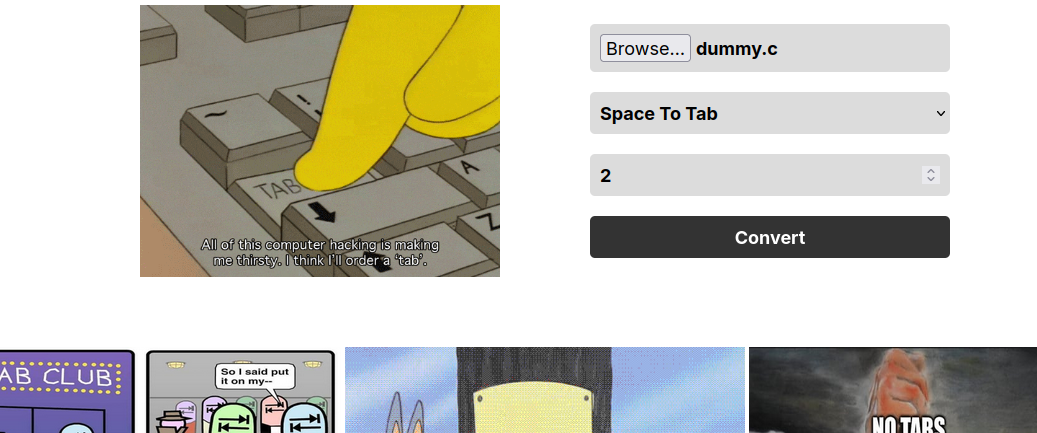 Browse... dummy.c
Space To Tab
2
Convert
~
!
TAB
A
Z
All of this computer hacking is making
me thirsty. I think I'll order a 'tab'.
AB CLUB
So I said put
it on my--
NO TABS